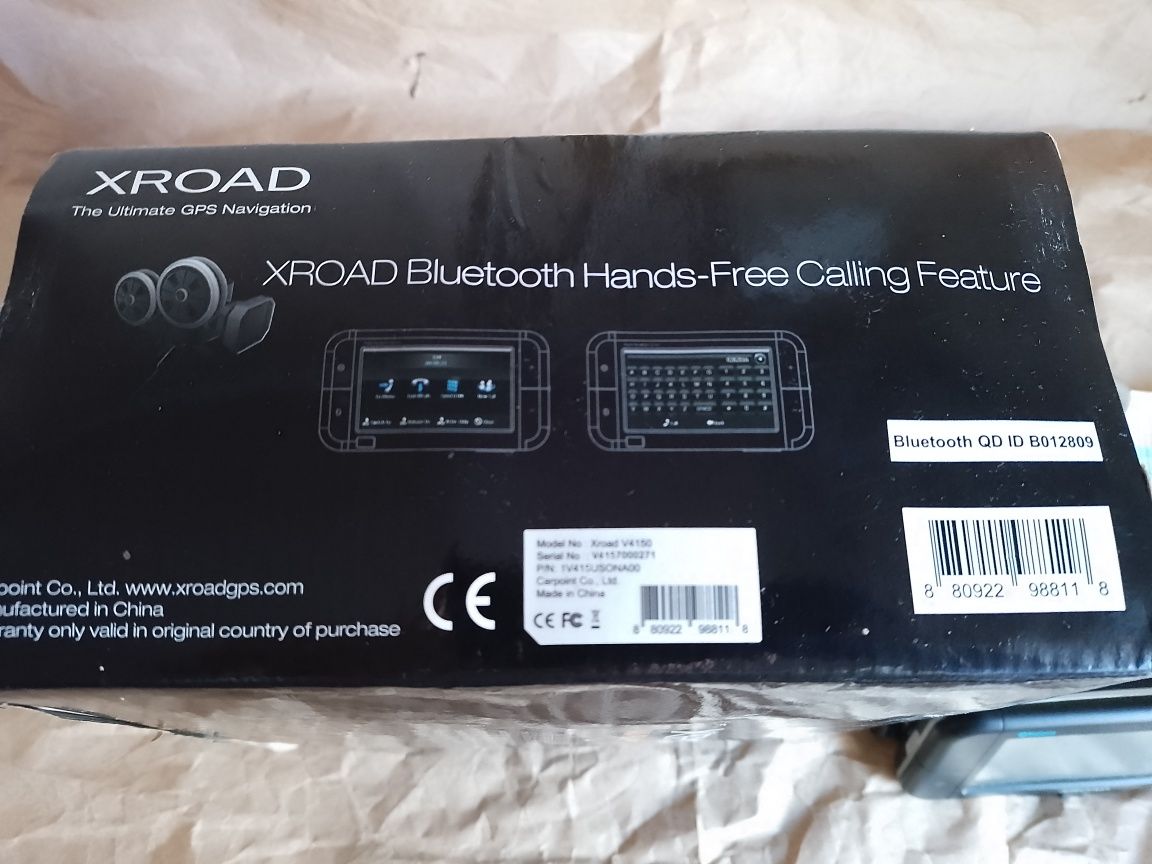 XROAD
The Ultimate GPS Navigation
XROAD Bluetooth Hands-Free Calling Feature
Bluetooth QD ID B012809
Model No : Xroad V4150
Serial No : V4157000271
P/N: 1V415USONA00
Carpoint Co., Ltd.
Made in China
CE FC
8 80922 98811 8
8 80922 98811 8
CE
point Co., Ltd. www.xroadgps.com
ufactured in China
ranty only valid in original country of purchase